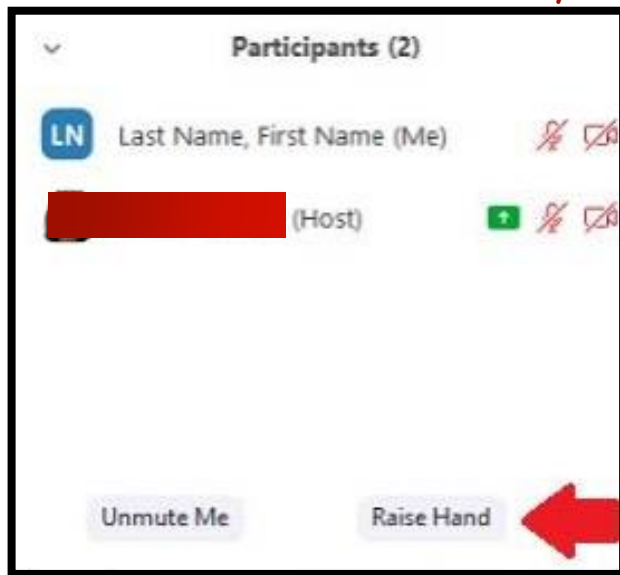 Participants (2)
LN Last Name, First Name (Me)
(Host)
Unmute Me Raise Hand